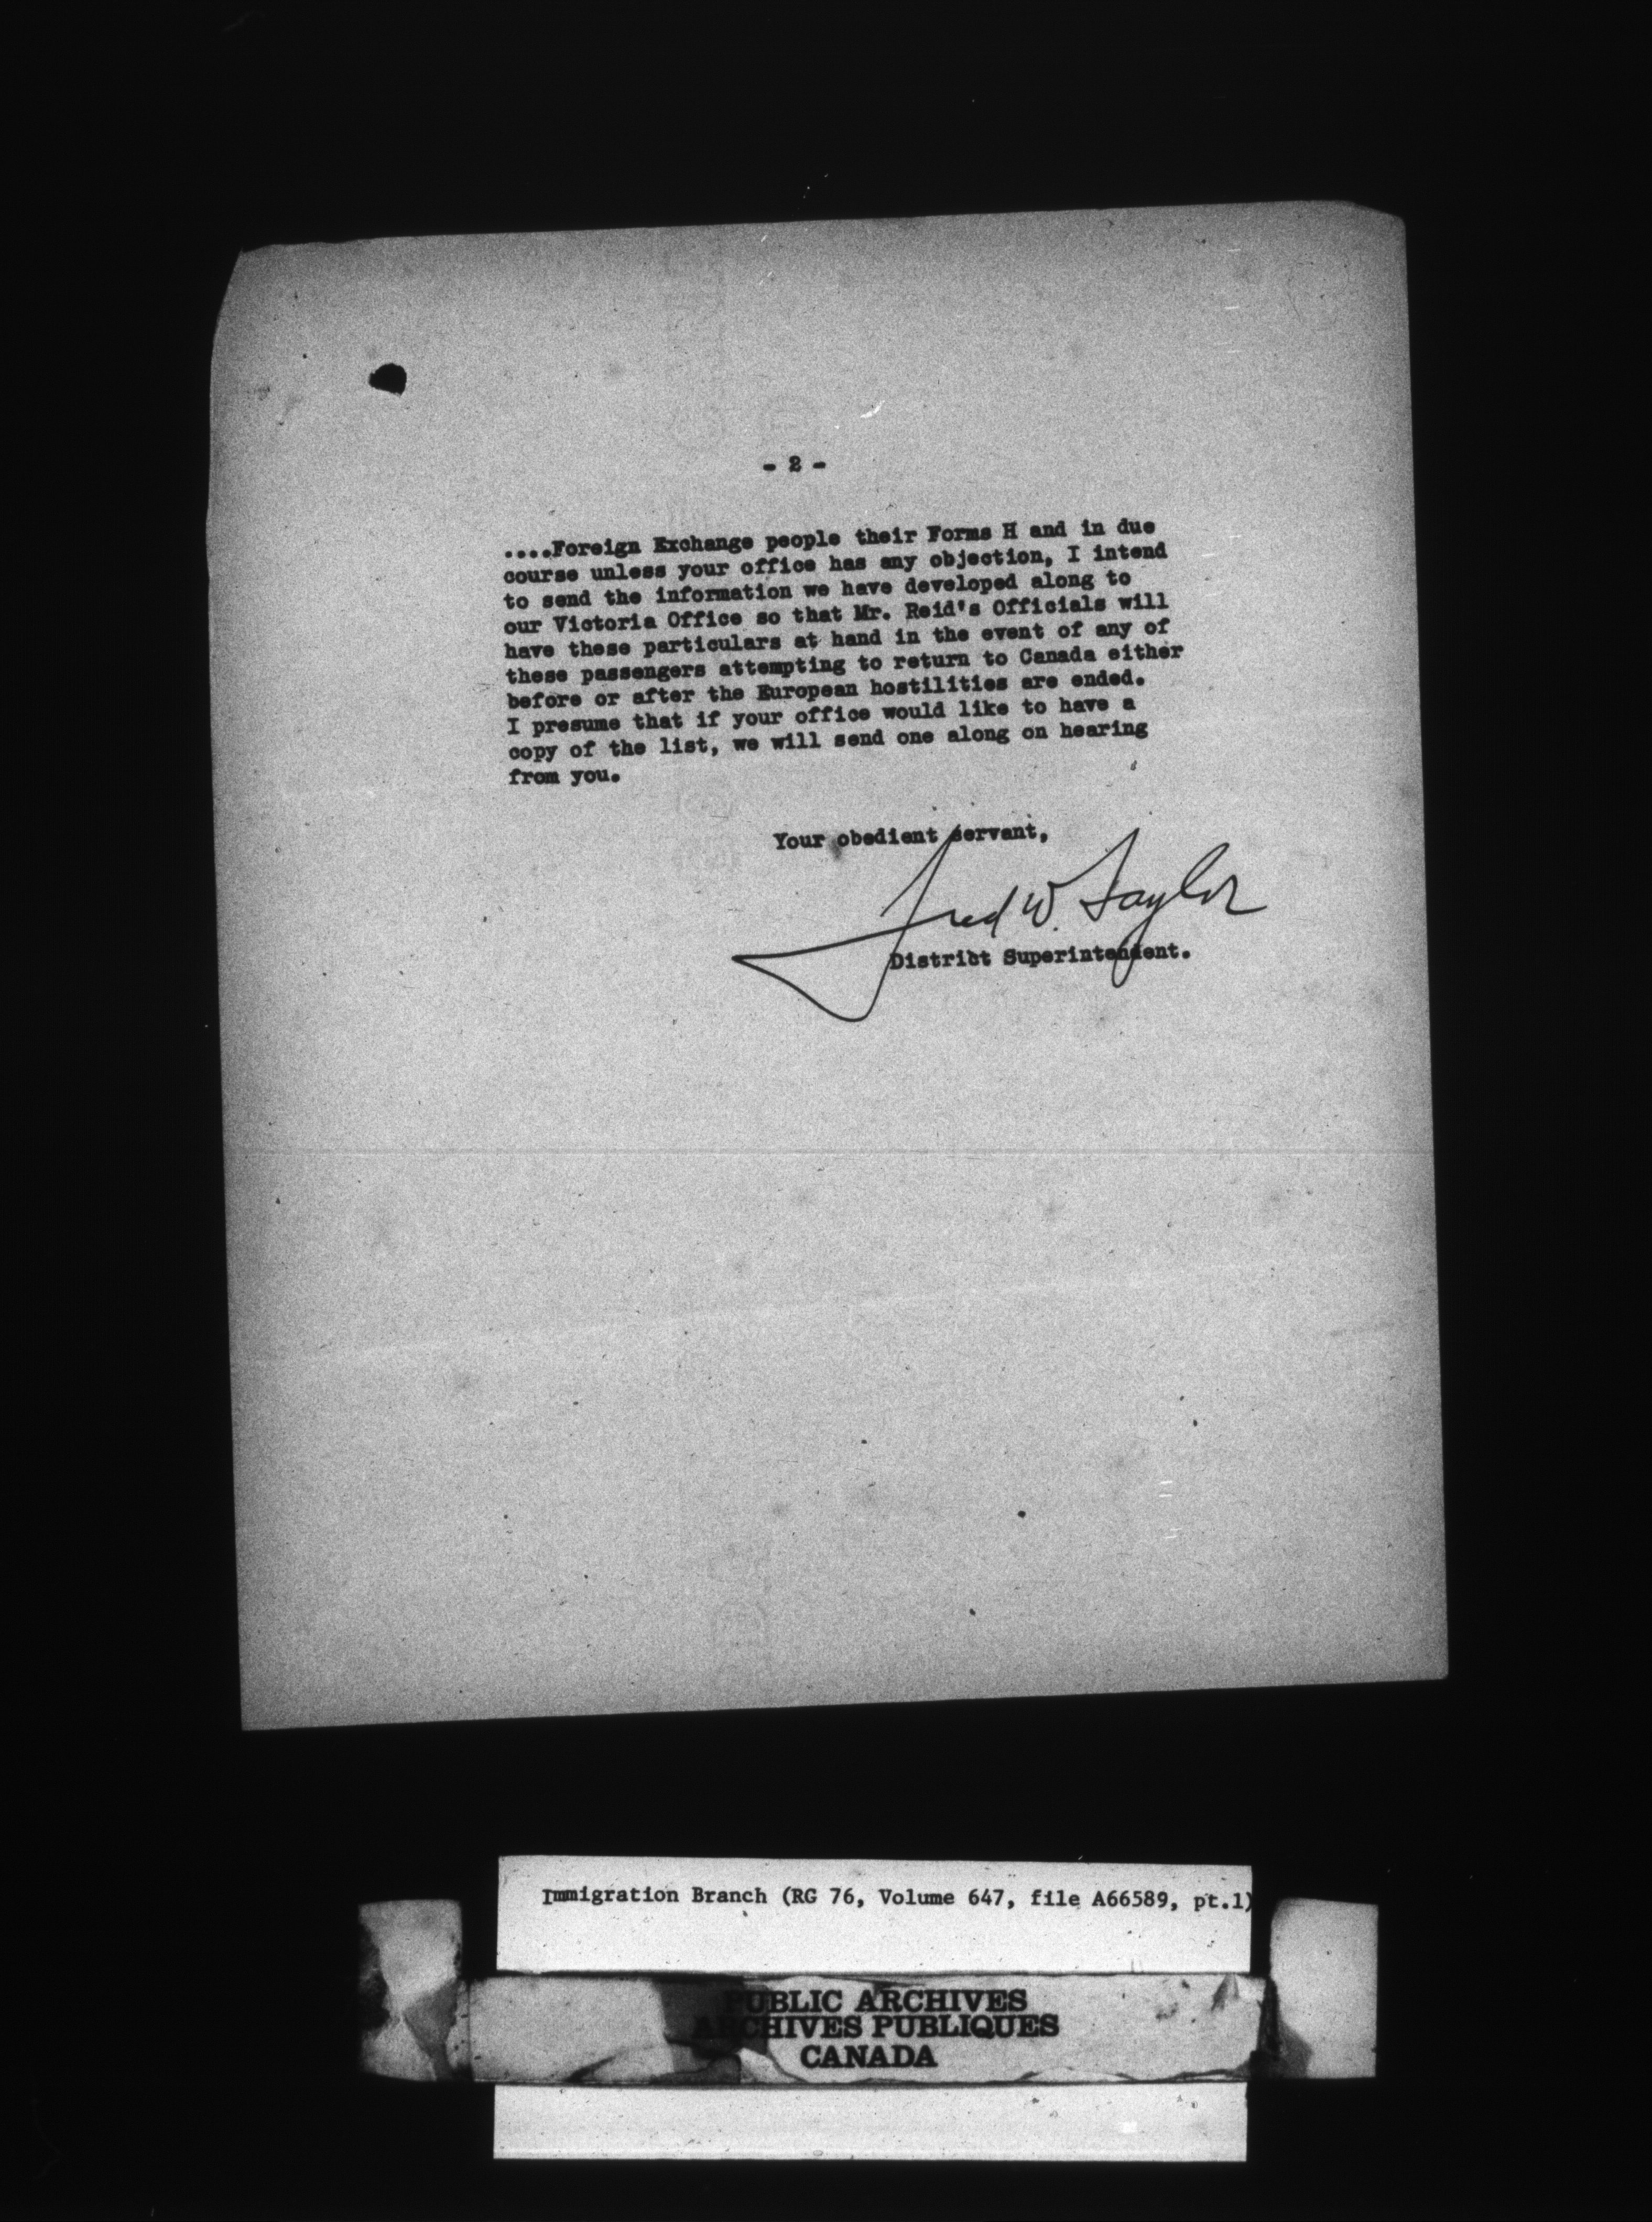 - 2 -
....Foreign Exchange people their Forms H and in due
course unless your office has any objection, I intend
to send the information we have developed along to
our Victoria Office so that Mr. Reid's Officials will
have these particulars at hand in the event of any of
these passengers attempting to return to Canada either
before or after the European hostilities are ended.
I presume that if your office would like to have a
copy of the list, we will send one along on hearing
from you.
Your obedient servant,
Fred W. Taylor
District Superintendent.
Immigration Branch (RG 76, Volume 647, file A66589, pt.1)
PUBLIC ARCHIVES
ARCHIVES PUBLIQUES
CANADA